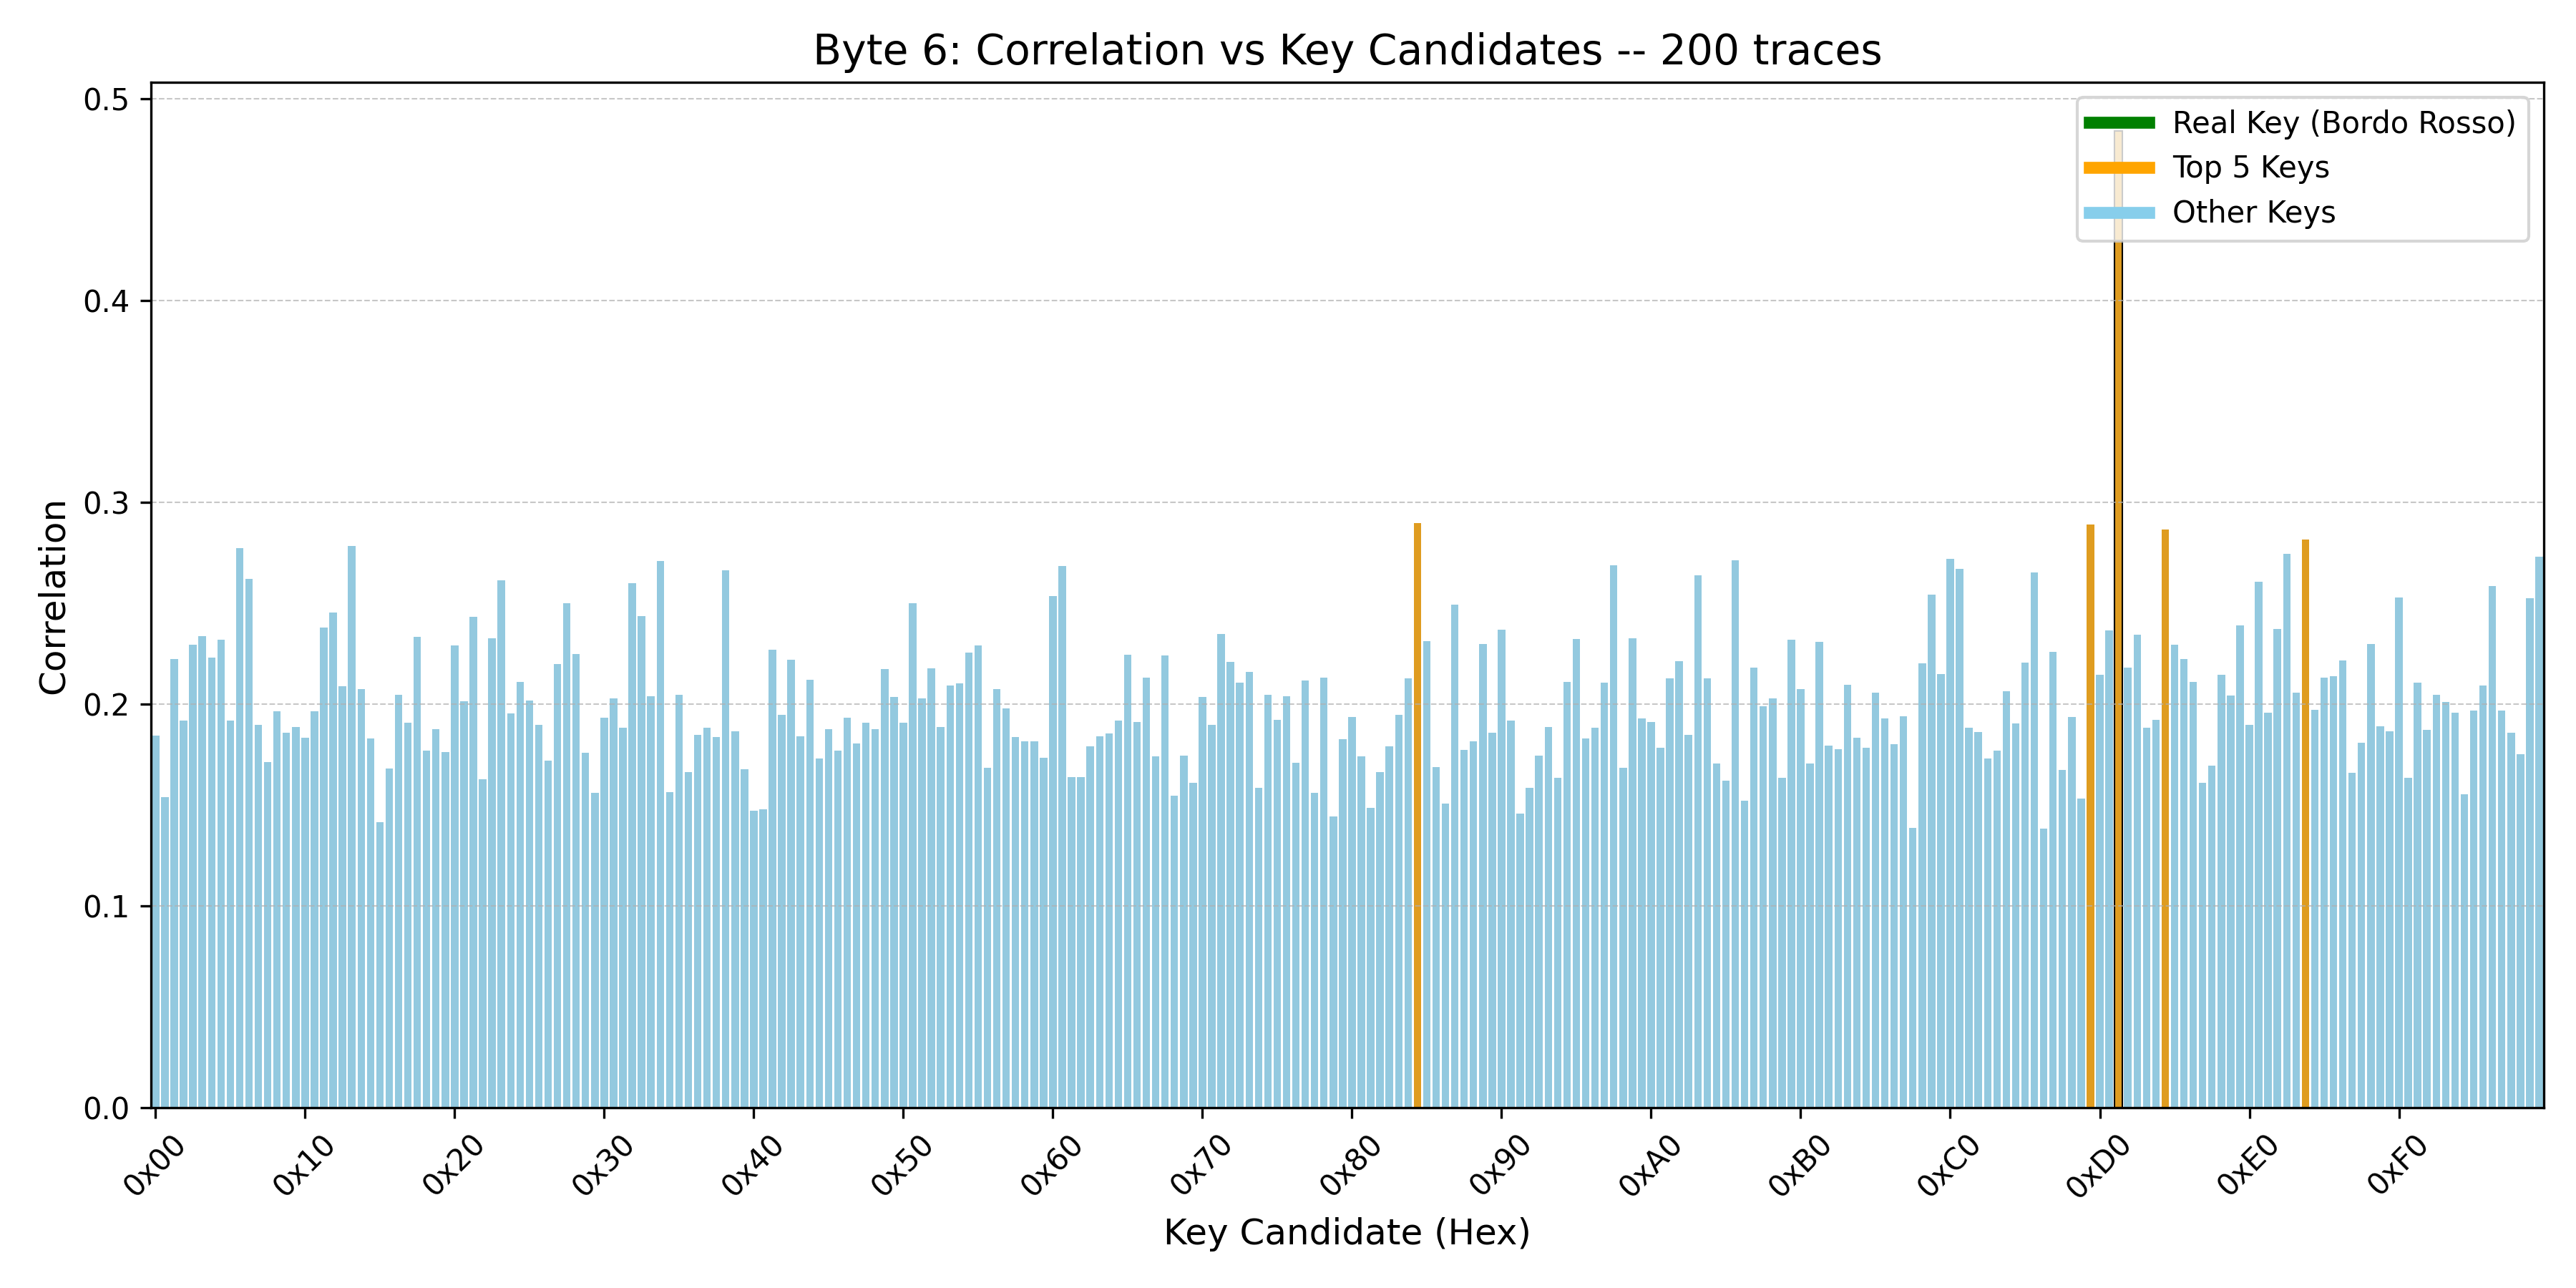 Byte 6: Correlation vs Key Candidates -- 200 traces
Real Key (Bordo Rosso)
Top 5 Keys
Other Keys
Correlation
0.5
0.4
0.3
0.2
0.1
0.0
0x00 0x10 0x20 0x30 0x40 0x50 0x60 0x70 0x80 0x90 0xA0 0xB0 0xC0 0xD0 0xE0 0xF0
Key Candidate (Hex)